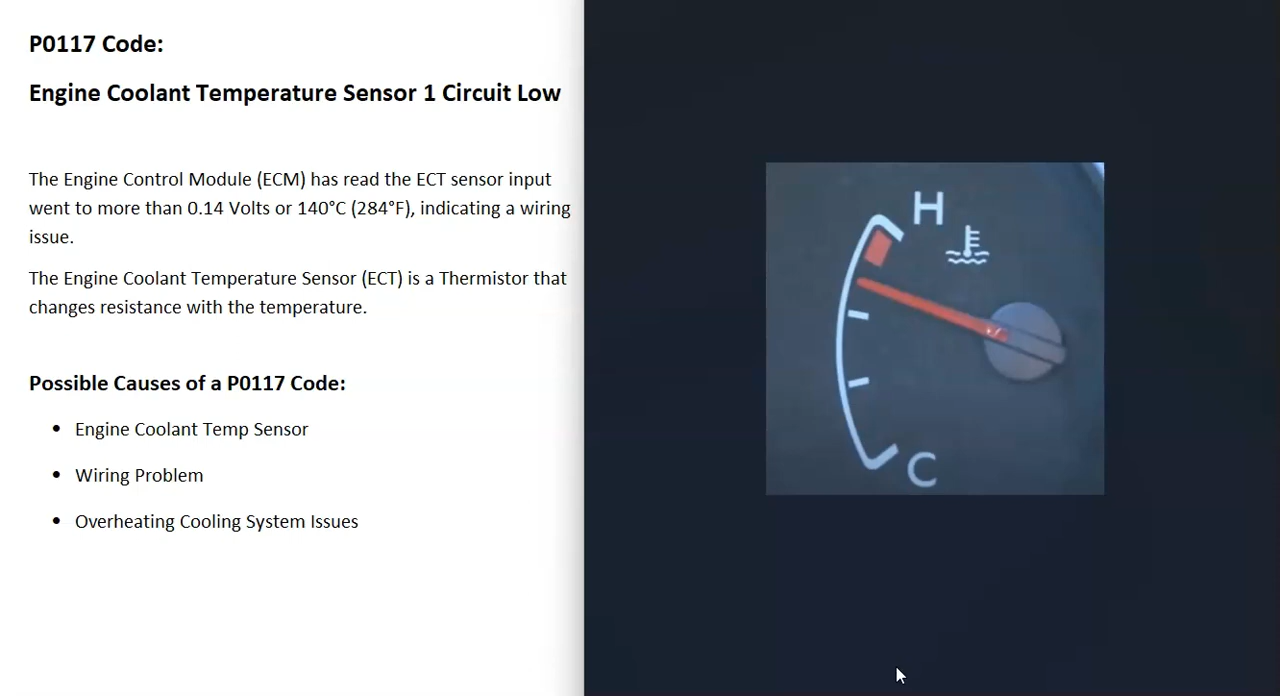 P0117 Code:
Engine Coolant Temperature Sensor 1 Circuit Low
The Engine Control Module (ECM) has read the ECT sensor input
went to more than 0.14 Volts or 140°C (284°F), indicating a wiring
issue.
The Engine Coolant Temperature Sensor (ECT) is a Thermistor that
changes resistance with the temperature.
Possible Causes of a P0117 Code:
• Engine Coolant Temp Sensor
• Wiring Problem
• Overheating Cooling System Issues
H
C